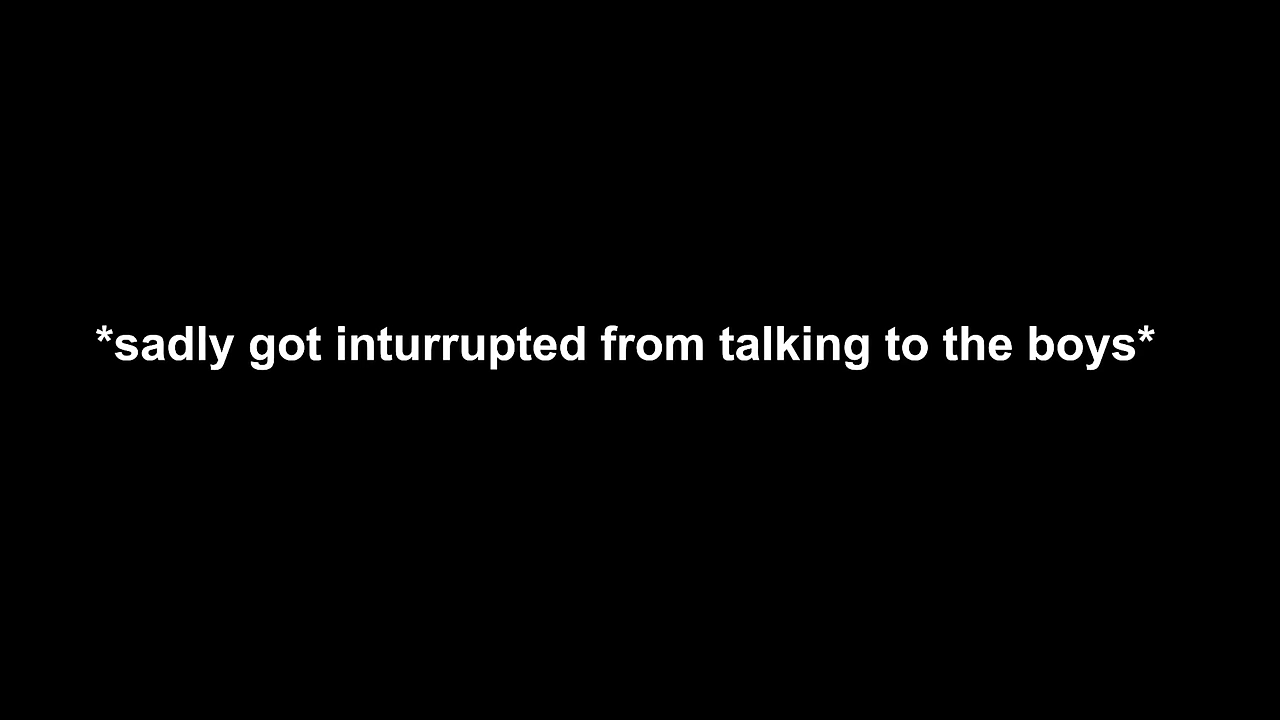 *sadly got inturrupted from talking to the boys*